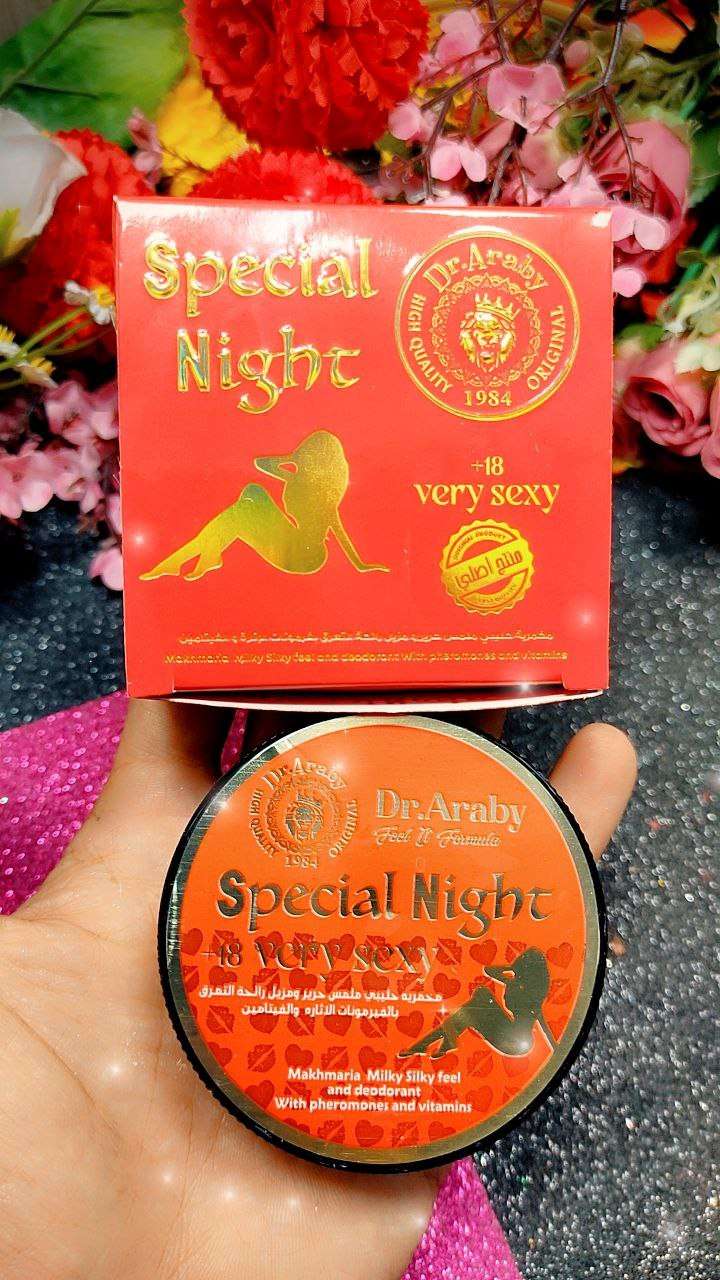 Special
Night
Dr.Araby
HIGH QUALITY
ORIGINAL
1984
+18
very sexy
منتج أصلي
Makhmaria Milky Silky feel and deodorant With pheromones and vitamins
Dr.Araby
HIGH QUALITY
ORIGINAL
1984
Dr.Araby
Feel It Formula
Special Night
+18 very sexy
مخمرية حليبي ملمس حرير ومزيل رائحة التعرق
بالفيرمونات الاثاره والفيتامين
Makhmaria Milky Silky feel
and deodorant
With pheromones and vitamins